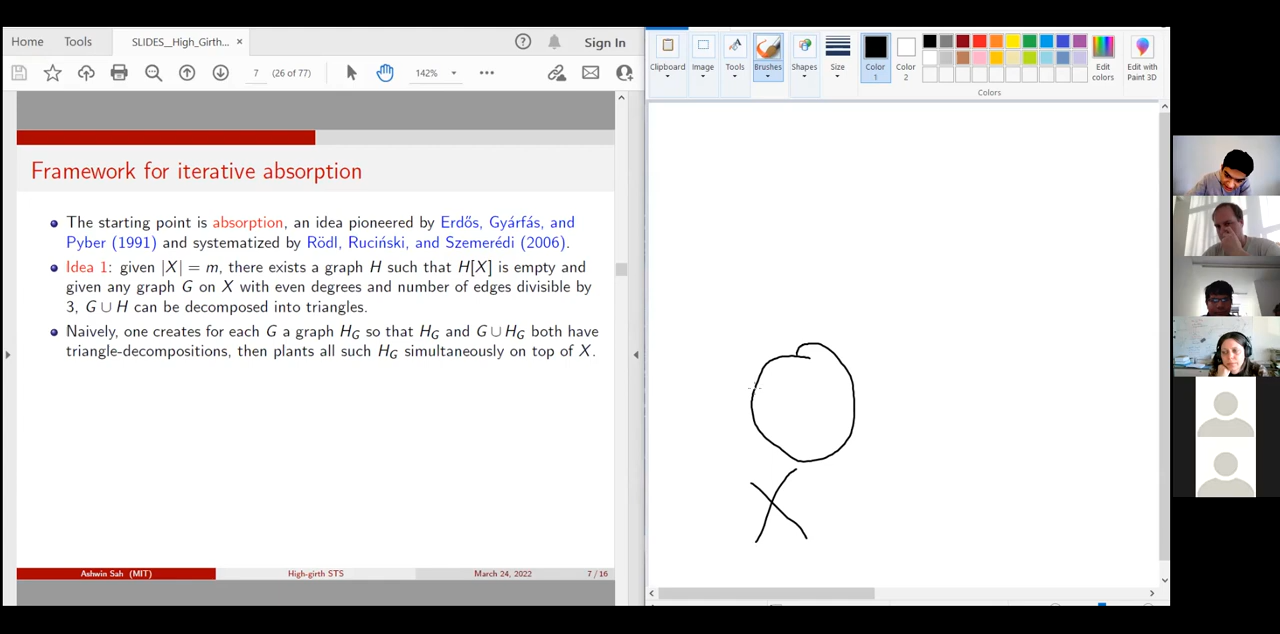 Home
Tools
SLIDES__High_Girth...
×
Sign In
7
(26 of 77)
142%
Framework for iterative absorption
The starting point is absorption, an idea pioneered by Erdős, Gyárfás, and
Pyber (1991) and systematized by Rödl, Ruciński, and Szemerédi (2006).
Idea 1: given |X| = m, there exists a graph H such that H[X] is empty and
given any graph G on X with even degrees and number of edges divisible by
3, G ∪ H can be decomposed into triangles.
Naively, one creates for each G a graph H_G so that H_G and G ∪ H_G both have
triangle-decompositions, then plants all such H_G simultaneously on top of X.
Ashwin Sah (MIT)
High-girth STS
March 24, 2022
7 / 16
Clipboard
Image
Tools
Brushes
Shapes
Size
Color
1
Color
2
Edit
colors
Edit with
Paint 3D
Colors
X